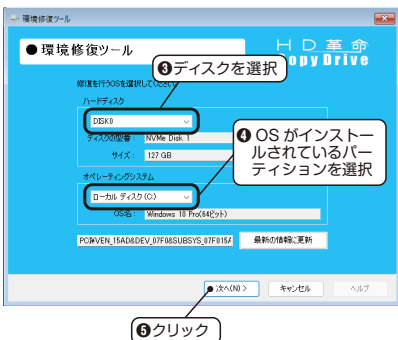 環境修復ツール
●環境修復ツール
HD革命
CopyDrive
❸ディスクを選択
修復を行うOSを選択してください
ハードディスク
DISK0
ディスクの型番： NVMe Disk 1
サイズ： 127 GB
❹OSがインストー
ルされているパー
ティションを選択
オペレーティングシステム
ローカル ディスク (C:)
OS名： Windows 10 Pro(64ビット)
PCI¥VEN_15AD&DEV_07F0&SUBSYS_07F015A
最新の情報に更新
次へ(N) >
キャンセル
ヘルプ
❺クリック